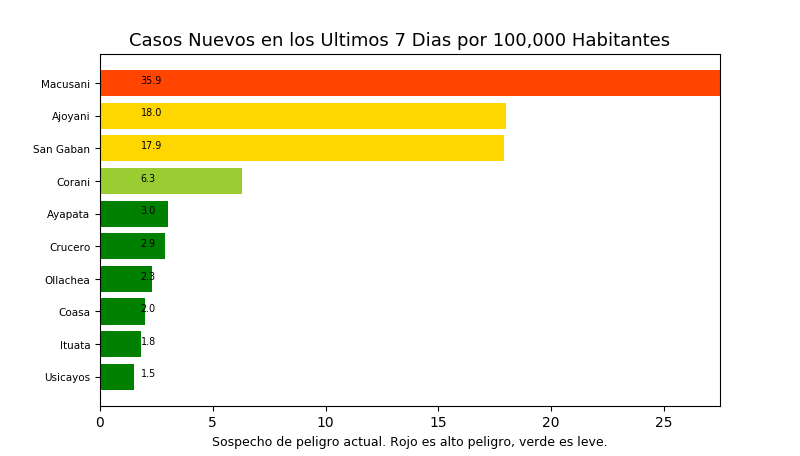 Casos Nuevos en los Ultimos 7 Dias por 100,000 Habitantes
Macusani 35.9
Ajoyani 18.0
San Gaban 17.9
Corani 6.3
Ayapata 3.0
Crucero 2.9
Ollachea 2.3
Coasa 2.0
Ituata 1.8
Usicayos 1.5
0 5 10 15 20 25
Sospecho de peligro actual. Rojo es alto peligro, verde es leve.